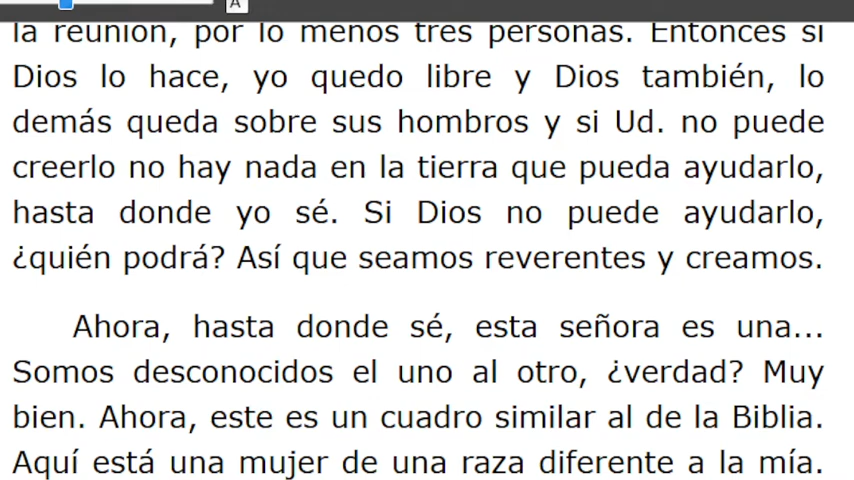 A
la reunión, por lo menos tres personas. Entonces si
Dios lo hace, yo quedo libre y Dios también, lo
demás queda sobre sus hombros y si Ud. no puede
creerlo no hay nada en la tierra que pueda ayudarlo,
hasta donde yo sé. Si Dios no puede ayudarlo,
¿quién podrá? Así que seamos reverentes y creamos.
Ahora, hasta donde sé, esta señora es una...
Somos desconocidos el uno al otro, ¿verdad? Muy
bien. Ahora, este es un cuadro similar al de la Biblia.
Aquí está una mujer de una raza diferente a la mía.